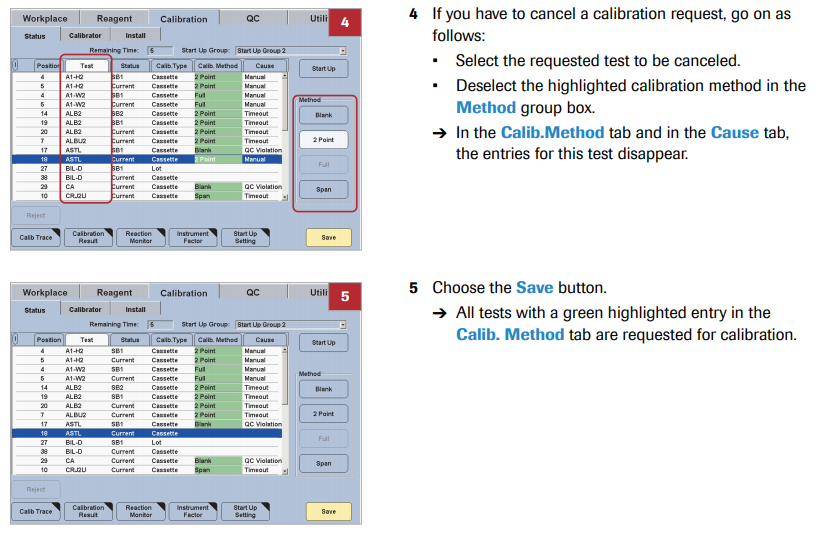 Workplace Reagent Calibration QC Utili 4
Status Calibrator Install
Remaining Time: 5 Start Up Group: Start Up Group 2
Position Test Status Calib.Type Calib. Method Cause
4 A1-H2 SB1 Cassette 2 Point Manual
5 A1-H2 Current Cassette 2 Point Manual
4 A1-W2 SB1 Cassette Full Manual
5 A1-W2 Current Cassette Full Manual
14 ALB2 SB2 Cassette 2 Point Timeout
19 ALB2 SB1 Cassette 2 Point Timeout
20 ALB2 Current Cassette 2 Point Timeout
7 ALBU2 Current Cassette 2 Point Timeout
17 ASTL SB1 Cassette Blank QC Violation
18 ASTL Current Cassette 2 Point Manual
27 BIL-D SB1 Lot
38 BIL-D Current Cassette
29 CA Current Cassette Blank QC Violation
10 CRJ2U Current Cassette Span Timeout
Start Up
Method
Blank
2 Point
Full
Span
Reject
Calib Trace
Calibration Result
Reaction Monitor
Instrument Factor
Start Up Setting
Save
4 If you have to cancel a calibration request, go on as
follows:
▪ Select the requested test to be canceled.
▪ Deselect the highlighted calibration method in the
Method group box.
➔ In the Calib.Method tab and in the Cause tab,
the entries for this test disappear.
Workplace Reagent Calibration QC Utili 5
Status Calibrator Install
Remaining Time: 5 Start Up Group: Start Up Group 2
Position Test Status Calib.Type Calib. Method Cause
4 A1-H2 SB1 Cassette 2 Point Manual
5 A1-H2 Current Cassette 2 Point Manual
4 A1-W2 SB1 Cassette Full Manual
5 A1-W2 Current Cassette Full Manual
14 ALB2 SB2 Cassette 2 Point Timeout
19 ALB2 SB1 Cassette 2 Point Timeout
20 ALB2 Current Cassette 2 Point Timeout
7 ALBU2 Current Cassette 2 Point Timeout
17 ASTL SB1 Cassette Blank QC Violation
18 ASTL Current Cassette
27 BIL-D SB1 Lot
38 BIL-D Current Cassette
29 CA Current Cassette Blank QC Violation
10 CRJ2U Current Cassette Span Timeout
Start Up
Method
Blank
2 Point
Full
Span
Reject
Calib Trace
Calibration Result
Reaction Monitor
Instrument Factor
Start Up Setting
Save
5 Choose the Save button.
➔ All tests with a green highlighted entry in the
Calib. Method tab are requested for calibration.